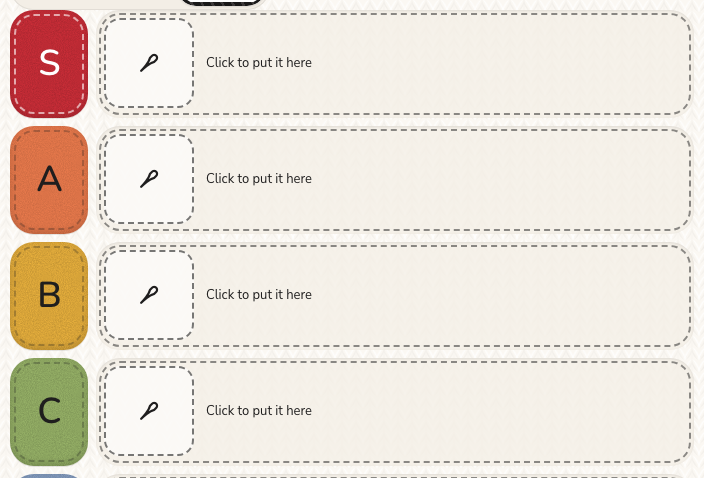 S
Click to put it here
A
Click to put it here
B
Click to put it here
C
Click to put it here